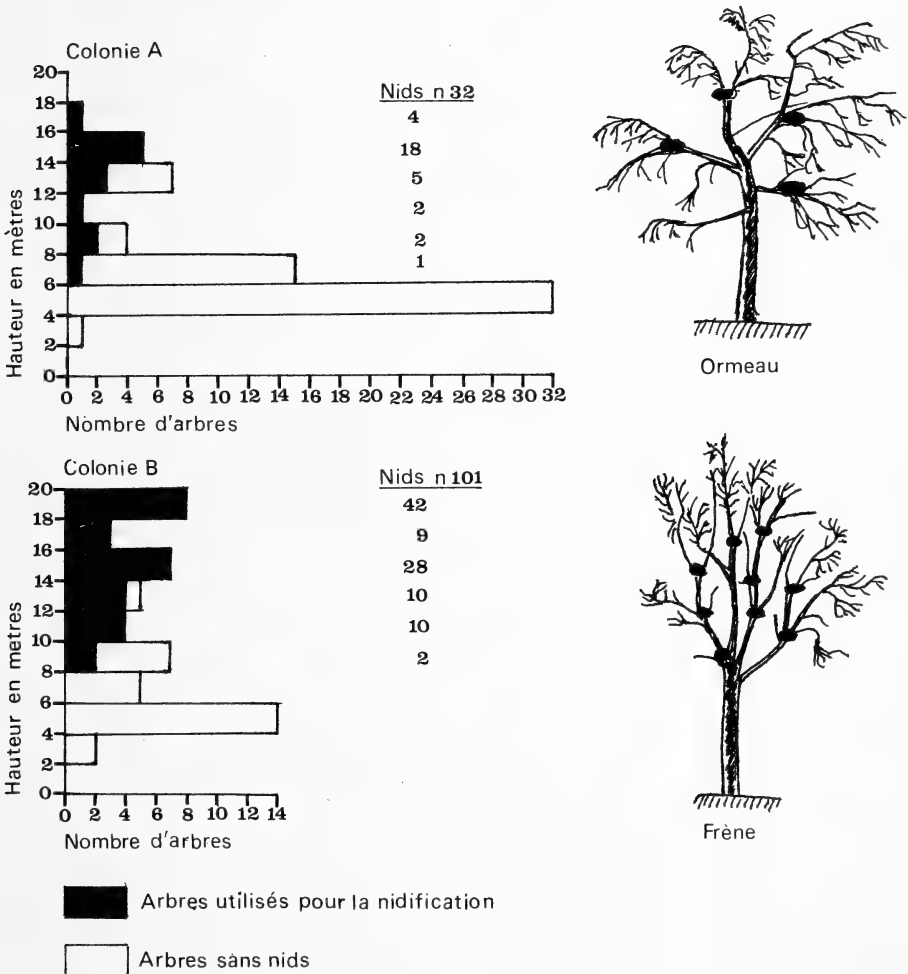 Colonie A
Nids n 32
20
18
16
14
12
10
8
6
4
2
0
4
18
5
2
2
1
Hauteur en mètres
0 2 4 6 8 10 12 14 16 18 20 22 24 26 28 30 32
Nombre d'arbres
Ormeau
Colonie B
Nids n 101
20
18
16
14
12
10
8
6
4
2
0
42
9
28
10
10
2
Hauteur en metres
0 2 4 6 8 10 12 14
Nombre d'arbres
Frène
Arbres utilisés pour la nidification
Arbres sans nids